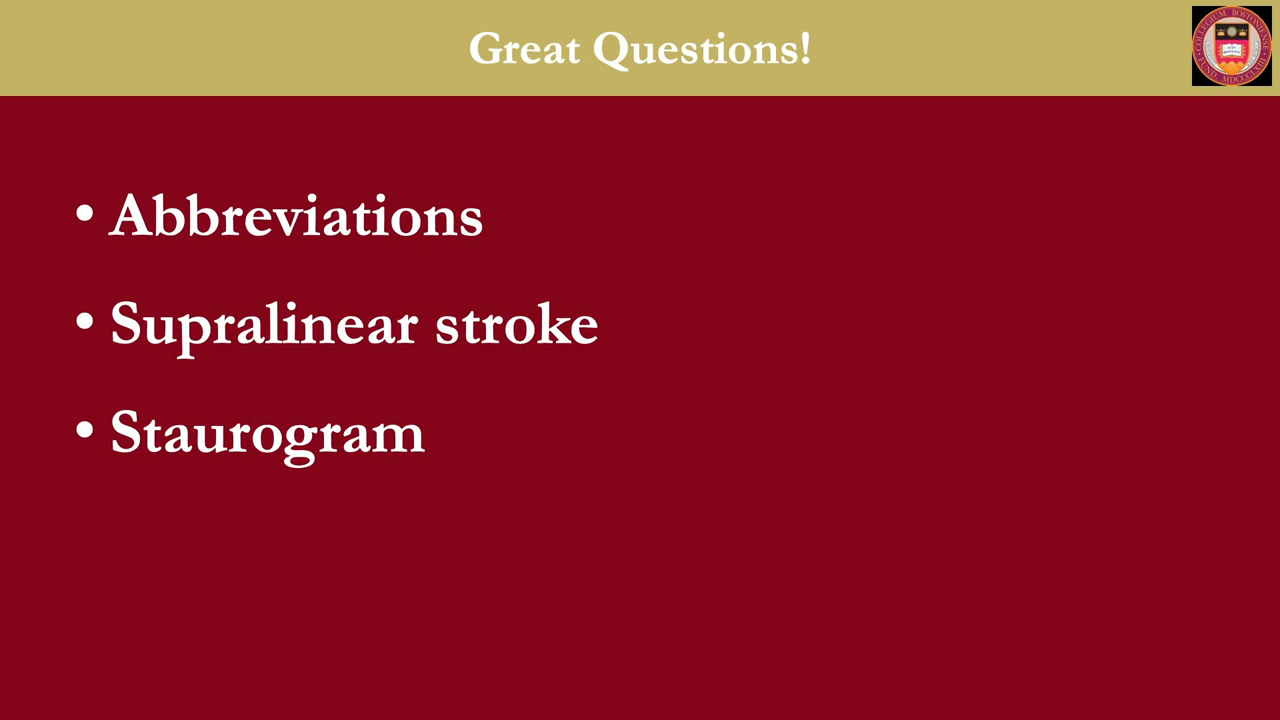 Great Questions!
• Abbreviations
• Supralinear stroke
• Staurogram